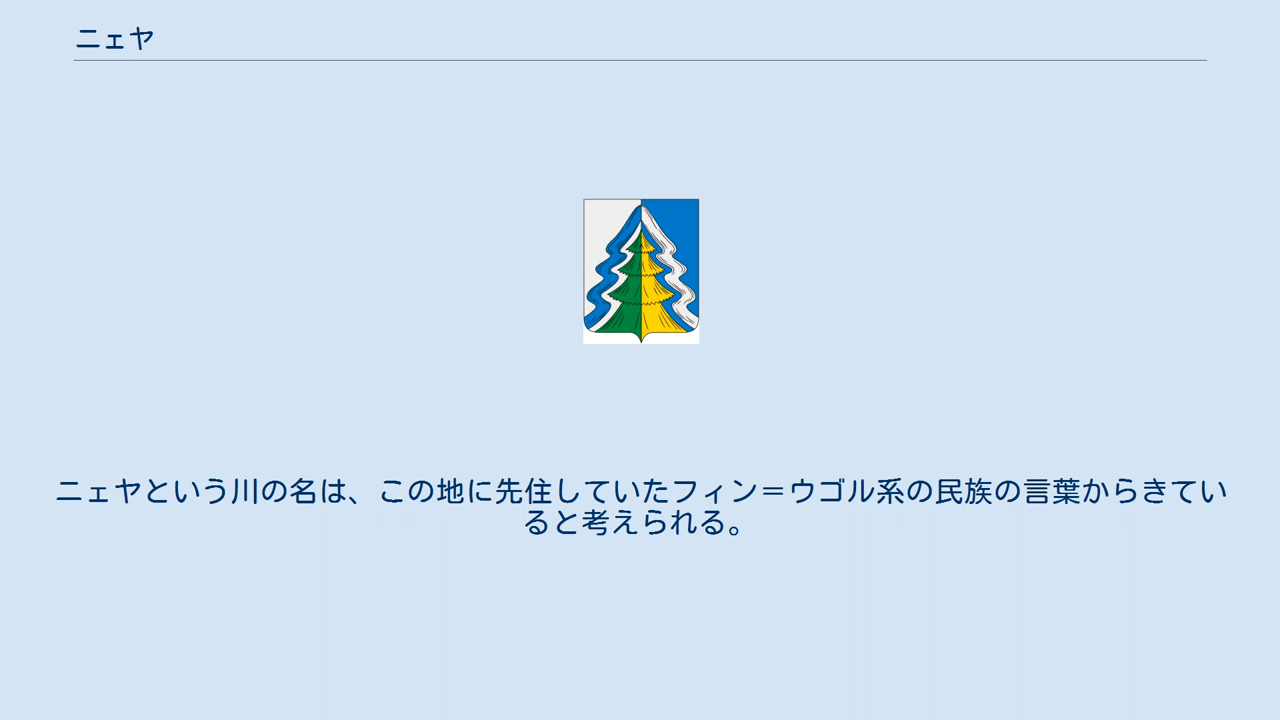 ニェヤ
ニェヤという川の名は、この地に先住していたフィン＝ウゴル系の民族の言葉からきてい
ると考えられる。